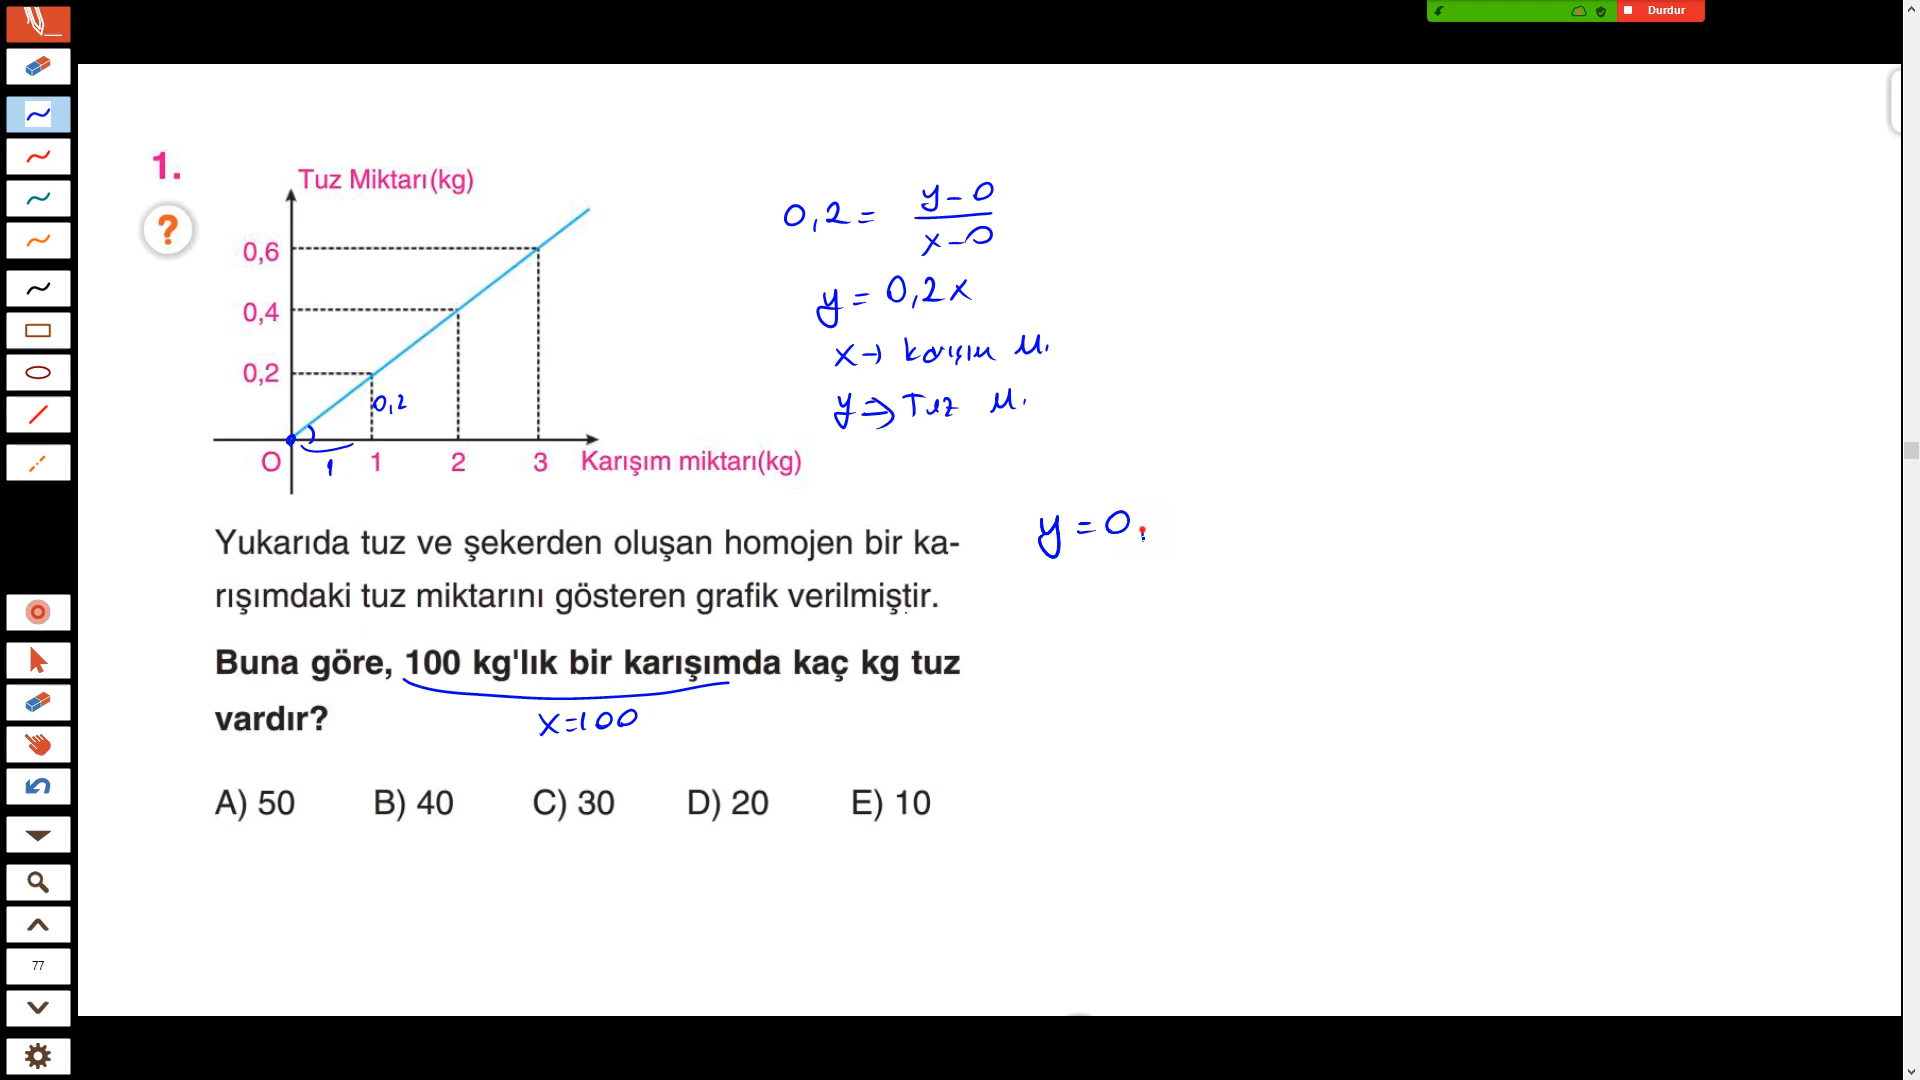 Durdur
1.
Tuz Miktarı(kg)
?
0,6
0,4
0,2
0,2
O
1
1
2
3
Karışım miktarı(kg)
0,2 = y-0
x-0
y = 0,2x
x → karışım M.
y ⇒ Tuz M.
y = 0,
Yukarıda tuz ve şekerden oluşan homojen bir ka-
rışımdaki tuz miktarını gösteren grafik verilmiştir.
Buna göre, 100 kg'lık bir karışımda kaç kg tuz
vardır?
x=100
A) 50 B) 40 C) 30 D) 20 E) 10
77